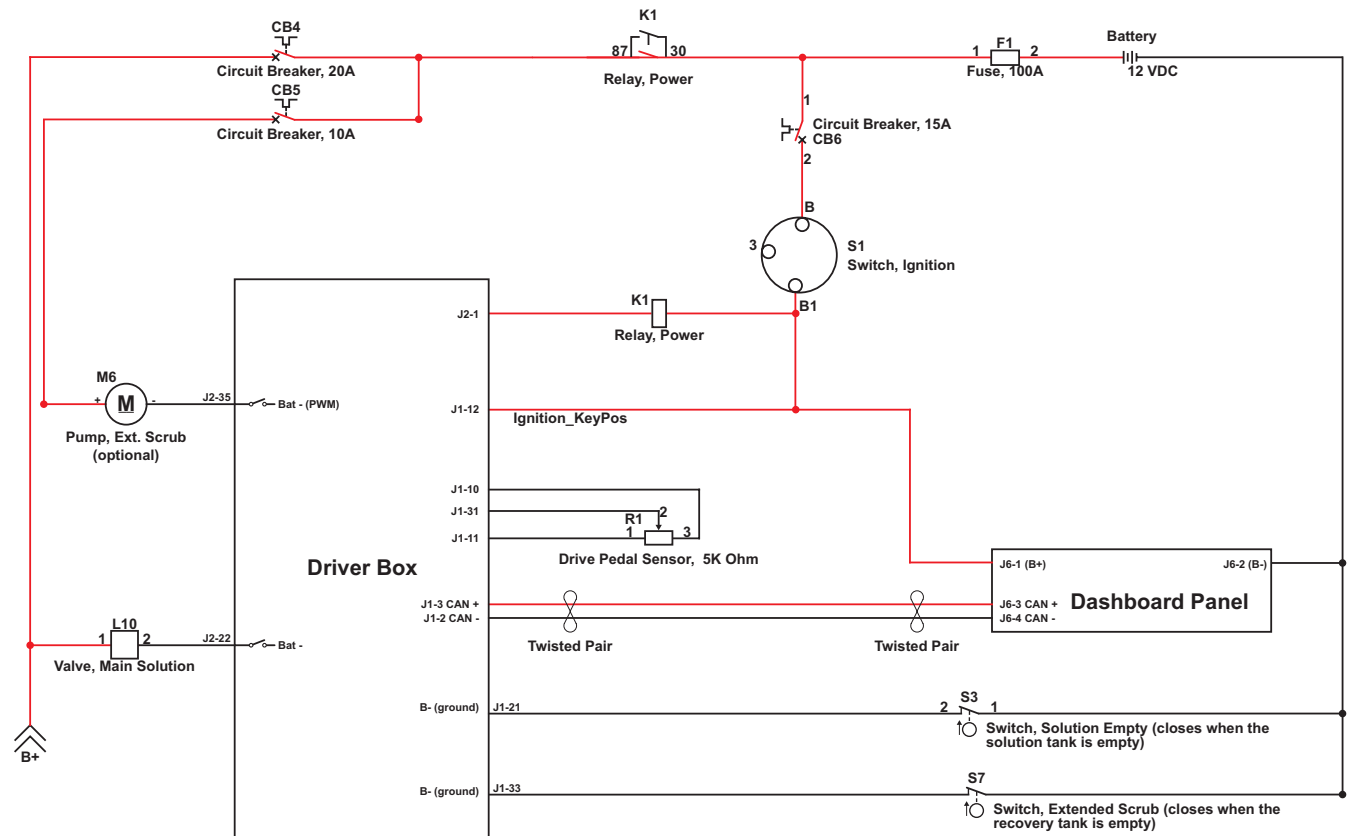 CB4
Circuit Breaker, 20A
CB5
Circuit Breaker, 10A
K1
87 30
Relay, Power
1 F1 2
Fuse, 100A
Battery
12 VDC
1
Circuit Breaker, 15A
CB6
2
B
3
S1
Switch, Ignition
B1
K1
Relay, Power
J2-1
M6
+ M -
J2-35
Bat - (PWM)
Pump, Ext. Scrub
(optional)
J1-12
Ignition_KeyPos
J1-10
J1-31
J1-11
R1
1 2 3
Drive Pedal Sensor, 5K Ohm
Driver Box
J6-1 (B+)
J6-2 (B-)
Dashboard Panel
J6-3 CAN +
J6-4 CAN -
J1-3 CAN +
J1-2 CAN -
Twisted Pair
Twisted Pair
L10
1 2
J2-22
Bat -
Valve, Main Solution
B+
B- (ground)
J1-21
2 S3 1
Switch, Solution Empty (closes when the
solution tank is empty)
B- (ground)
J1-33
S7
Switch, Extended Scrub (closes when the
recovery tank is empty)